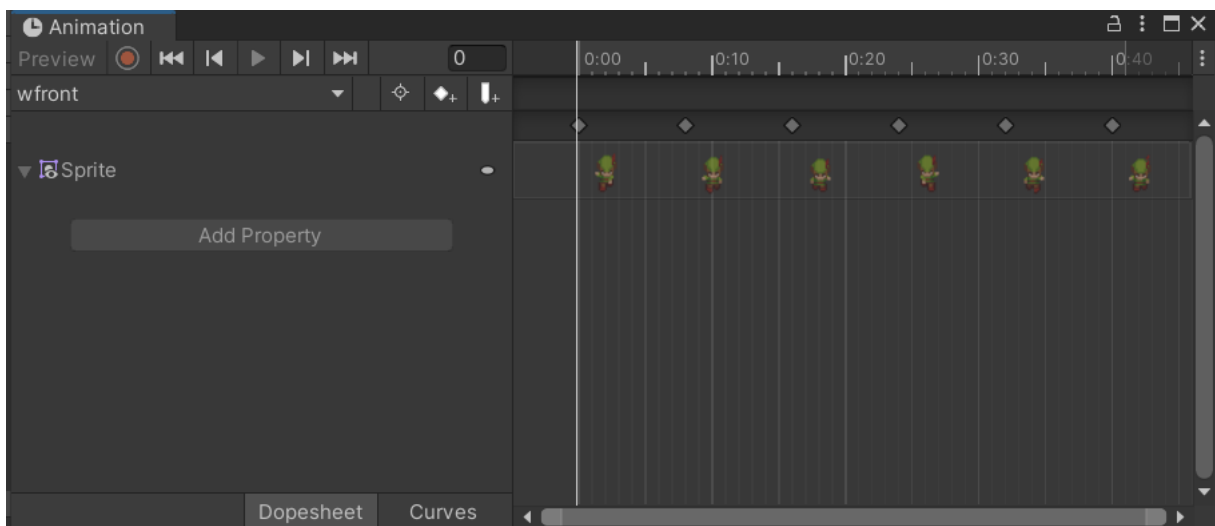 Animation
Preview 0 0:00 0:10 0:20 0:30 0:40
wfront
Sprite
Add Property
Dopesheet Curves